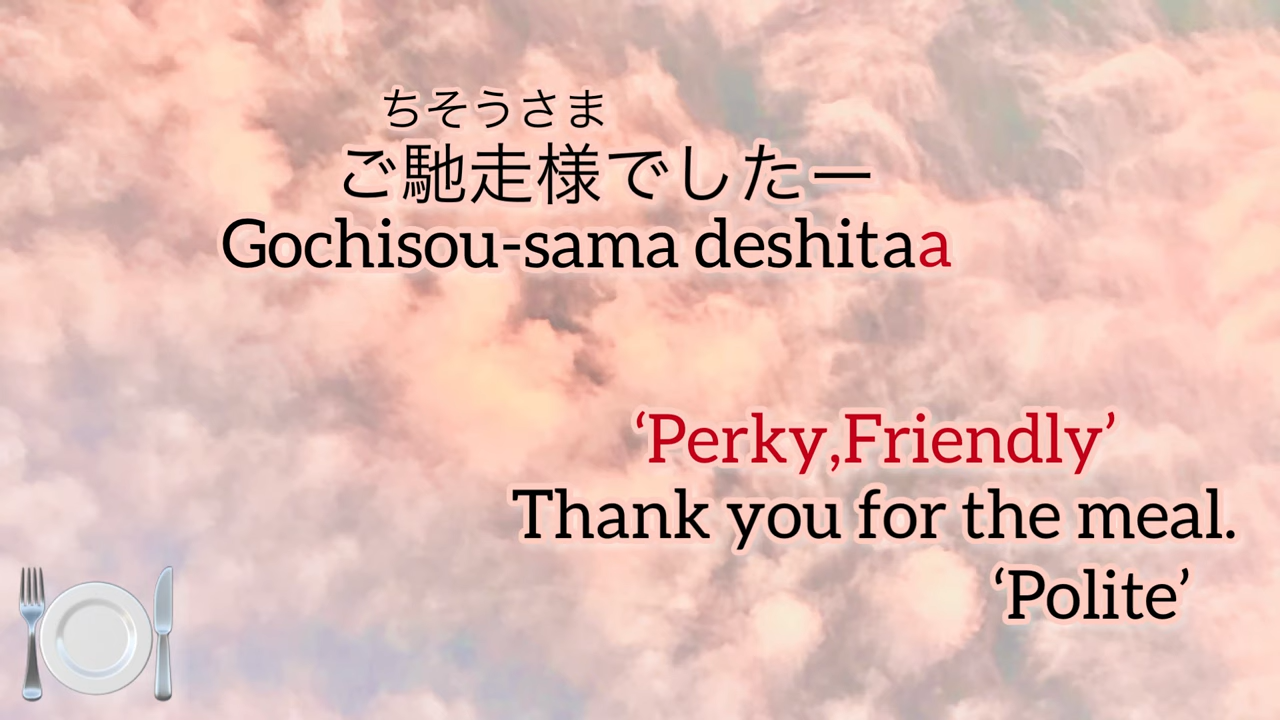 ちそうさま
ご馳走様でしたー
Gochisou-sama deshitaa
‘Perky,Friendly’
Thank you for the meal.
‘Polite’